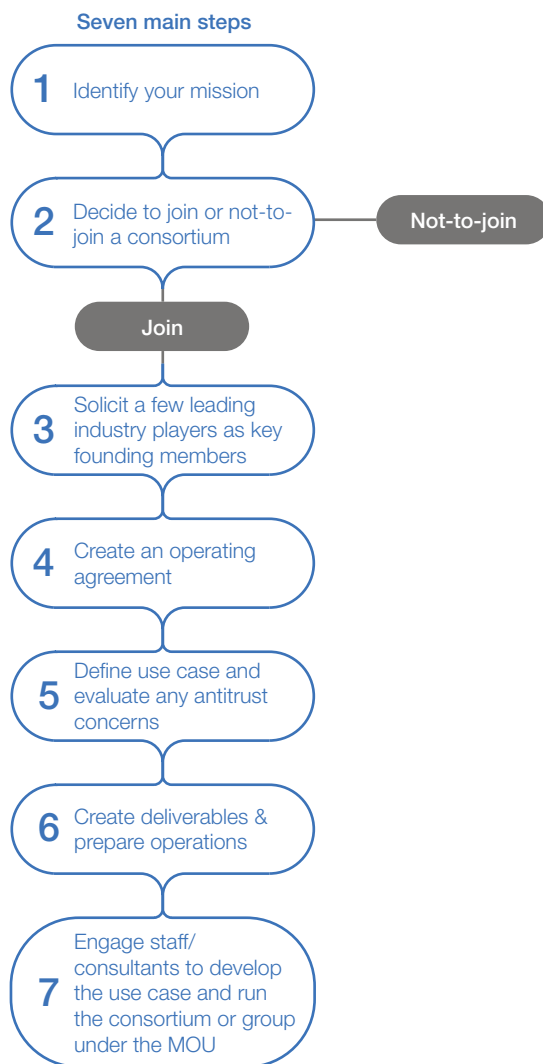 Seven main steps
1
Identify your mission
2
Decide to join or not-to-
join a consortium
Not-to-join
Join
3
Solicit a few leading
industry players as key
founding members
4
Create an operating
agreement
5
Define use case and
evaluate any antitrust
concerns
6
Create deliverables &
prepare operations
7
Engage staff/
consultants to develop
the use case and run
the consortium or group
under the MOU